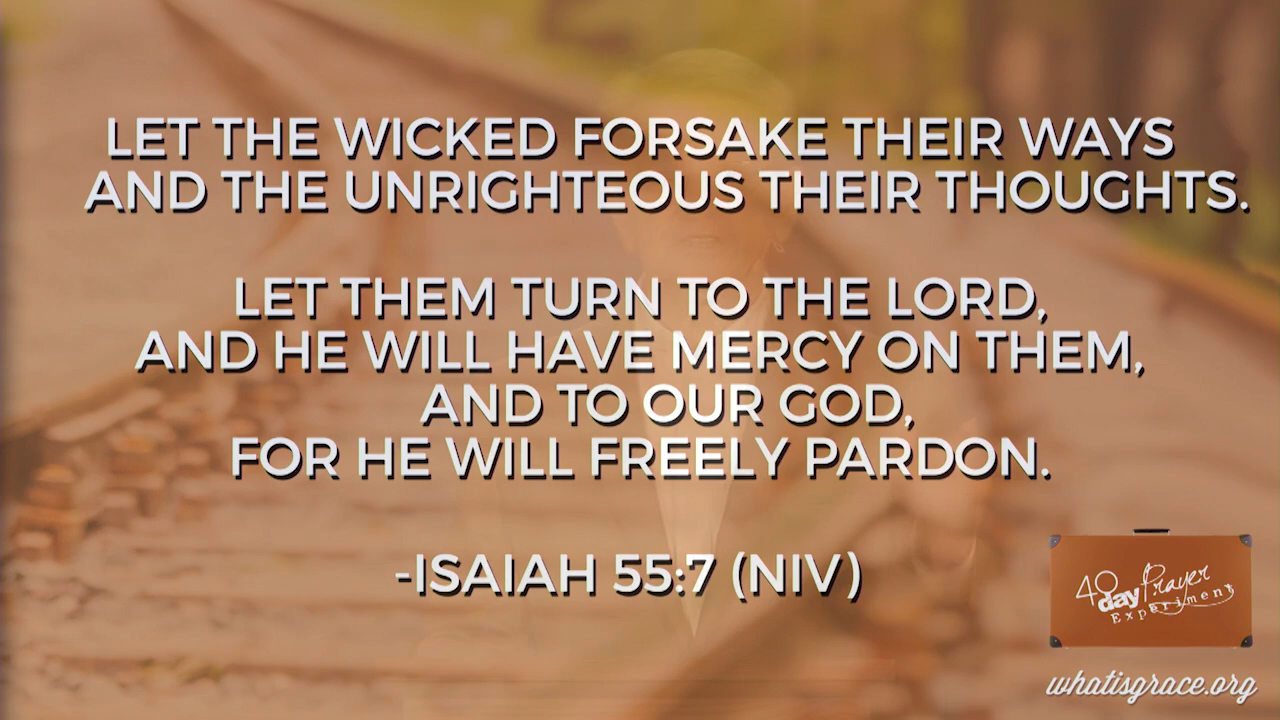 LET THE WICKED FORSAKE THEIR WAYS
AND THE UNRIGHTEOUS THEIR THOUGHTS.
LET THEM TURN TO THE LORD,
AND HE WILL HAVE MERCY ON THEM,
AND TO OUR GOD,
FOR HE WILL FREELY PARDON.
-ISAIAH 55:7 (NIV)
40 day Prayer
Experiment
whatisgrace.org